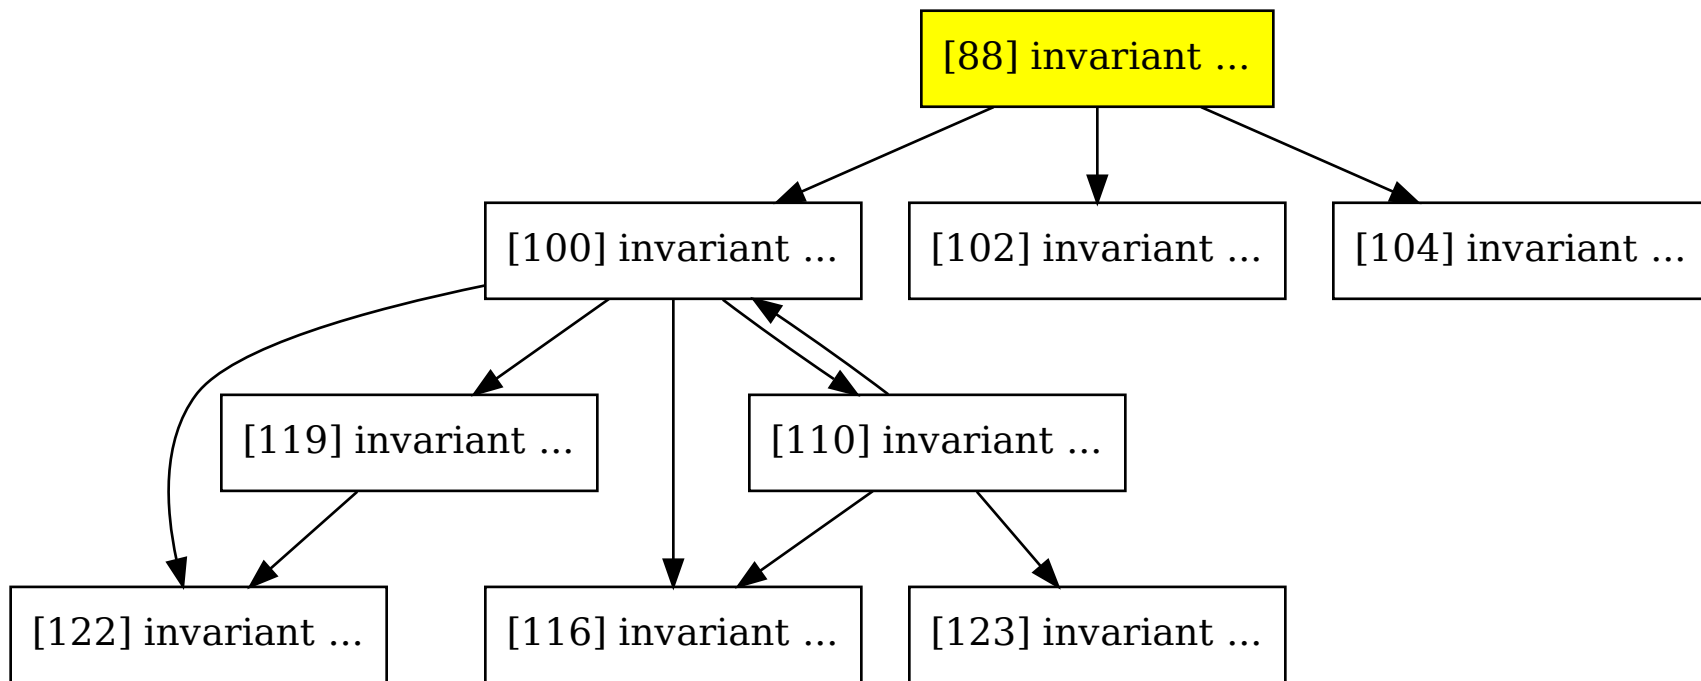 [88] invariant ...
[100] invariant ...
[102] invariant ...
[104] invariant ...
[119] invariant ...
[110] invariant ...
[122] invariant ...
[116] invariant ...
[123] invariant ...